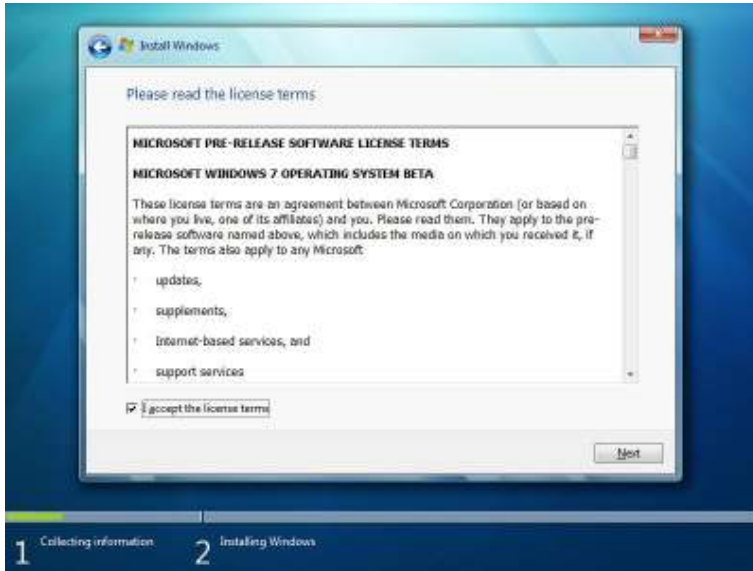 Install Windows
Please read the license terms
MICROSOFT PRE-RELEASE SOFTWARE LICENSE TERMS
MICROSOFT WINDOWS 7 OPERATING SYSTEM BETA
These license terms are an agreement between Microsoft Corporation (or based on
where you live, one of its affiliates) and you. Please read them. They apply to the pre-
release software named above, which includes the media on which you received it, if
any. The terms also apply to any Microsoft
· updates,
· supplements,
· Internet-based services, and
· support services
I accept the license terms
Next
1 Collecting information
2 Installing Windows